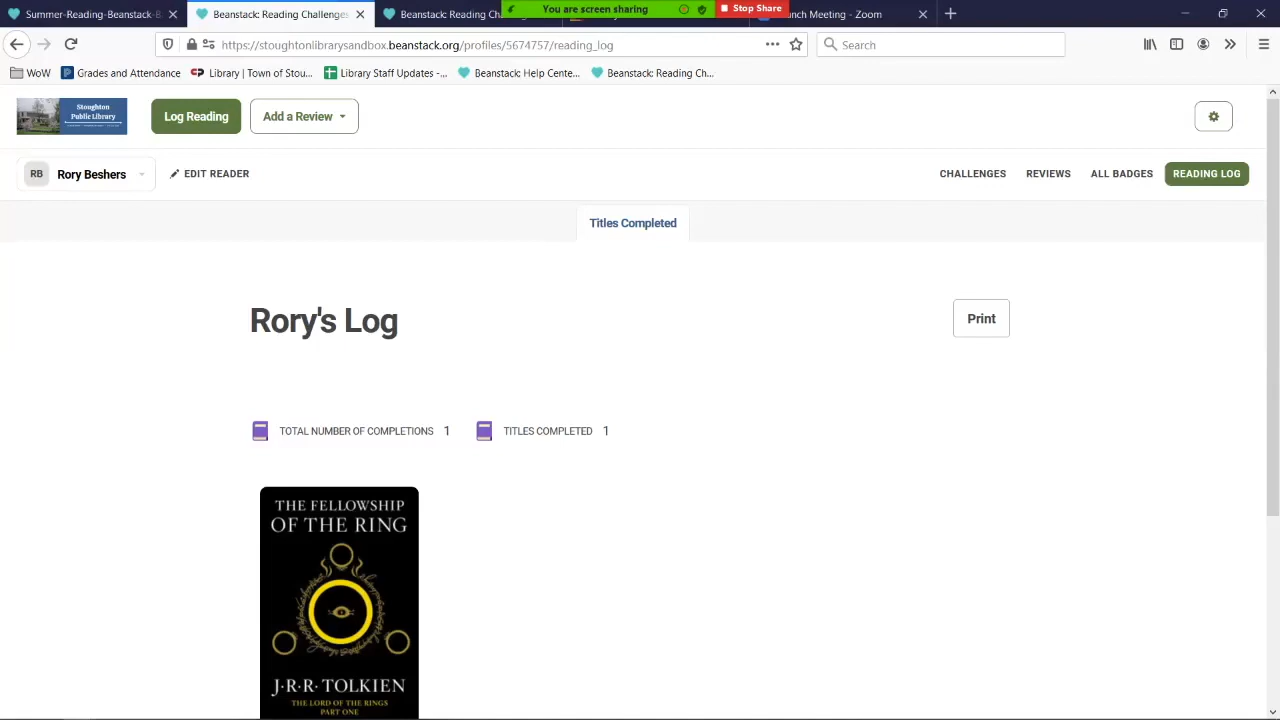 ng-Beanstack-B
Beanstack: Reading Challenges
Beanstack: Reading Cha
You are screen sharing
Stop Share
nch Meeting - Zoom
https://stoughtonlibrarysandbox.beanstack.org/profiles/5674757/reading_log
Search
WoW
Grades and Attendance
Library | Town of Stou...
Library Staff Updates -...
Beanstack Help Cente...
Beanstack: Reading Ch...
Stoughton
Public Library
Log Reading
Add a Review
RB
Rory Beshers
EDIT READER
CHALLENGES
REVIEWS
ALL BADGES
READING LOG
Titles Completed
Rory's Log
Print
TOTAL NUMBER OF COMPLETIONS 1
TITLES COMPLETED 1
THE FELLOWSHIP
OF THE RING
J·R·R·TOLKIEN
THE LORD OF THE RINGS
PART ONE